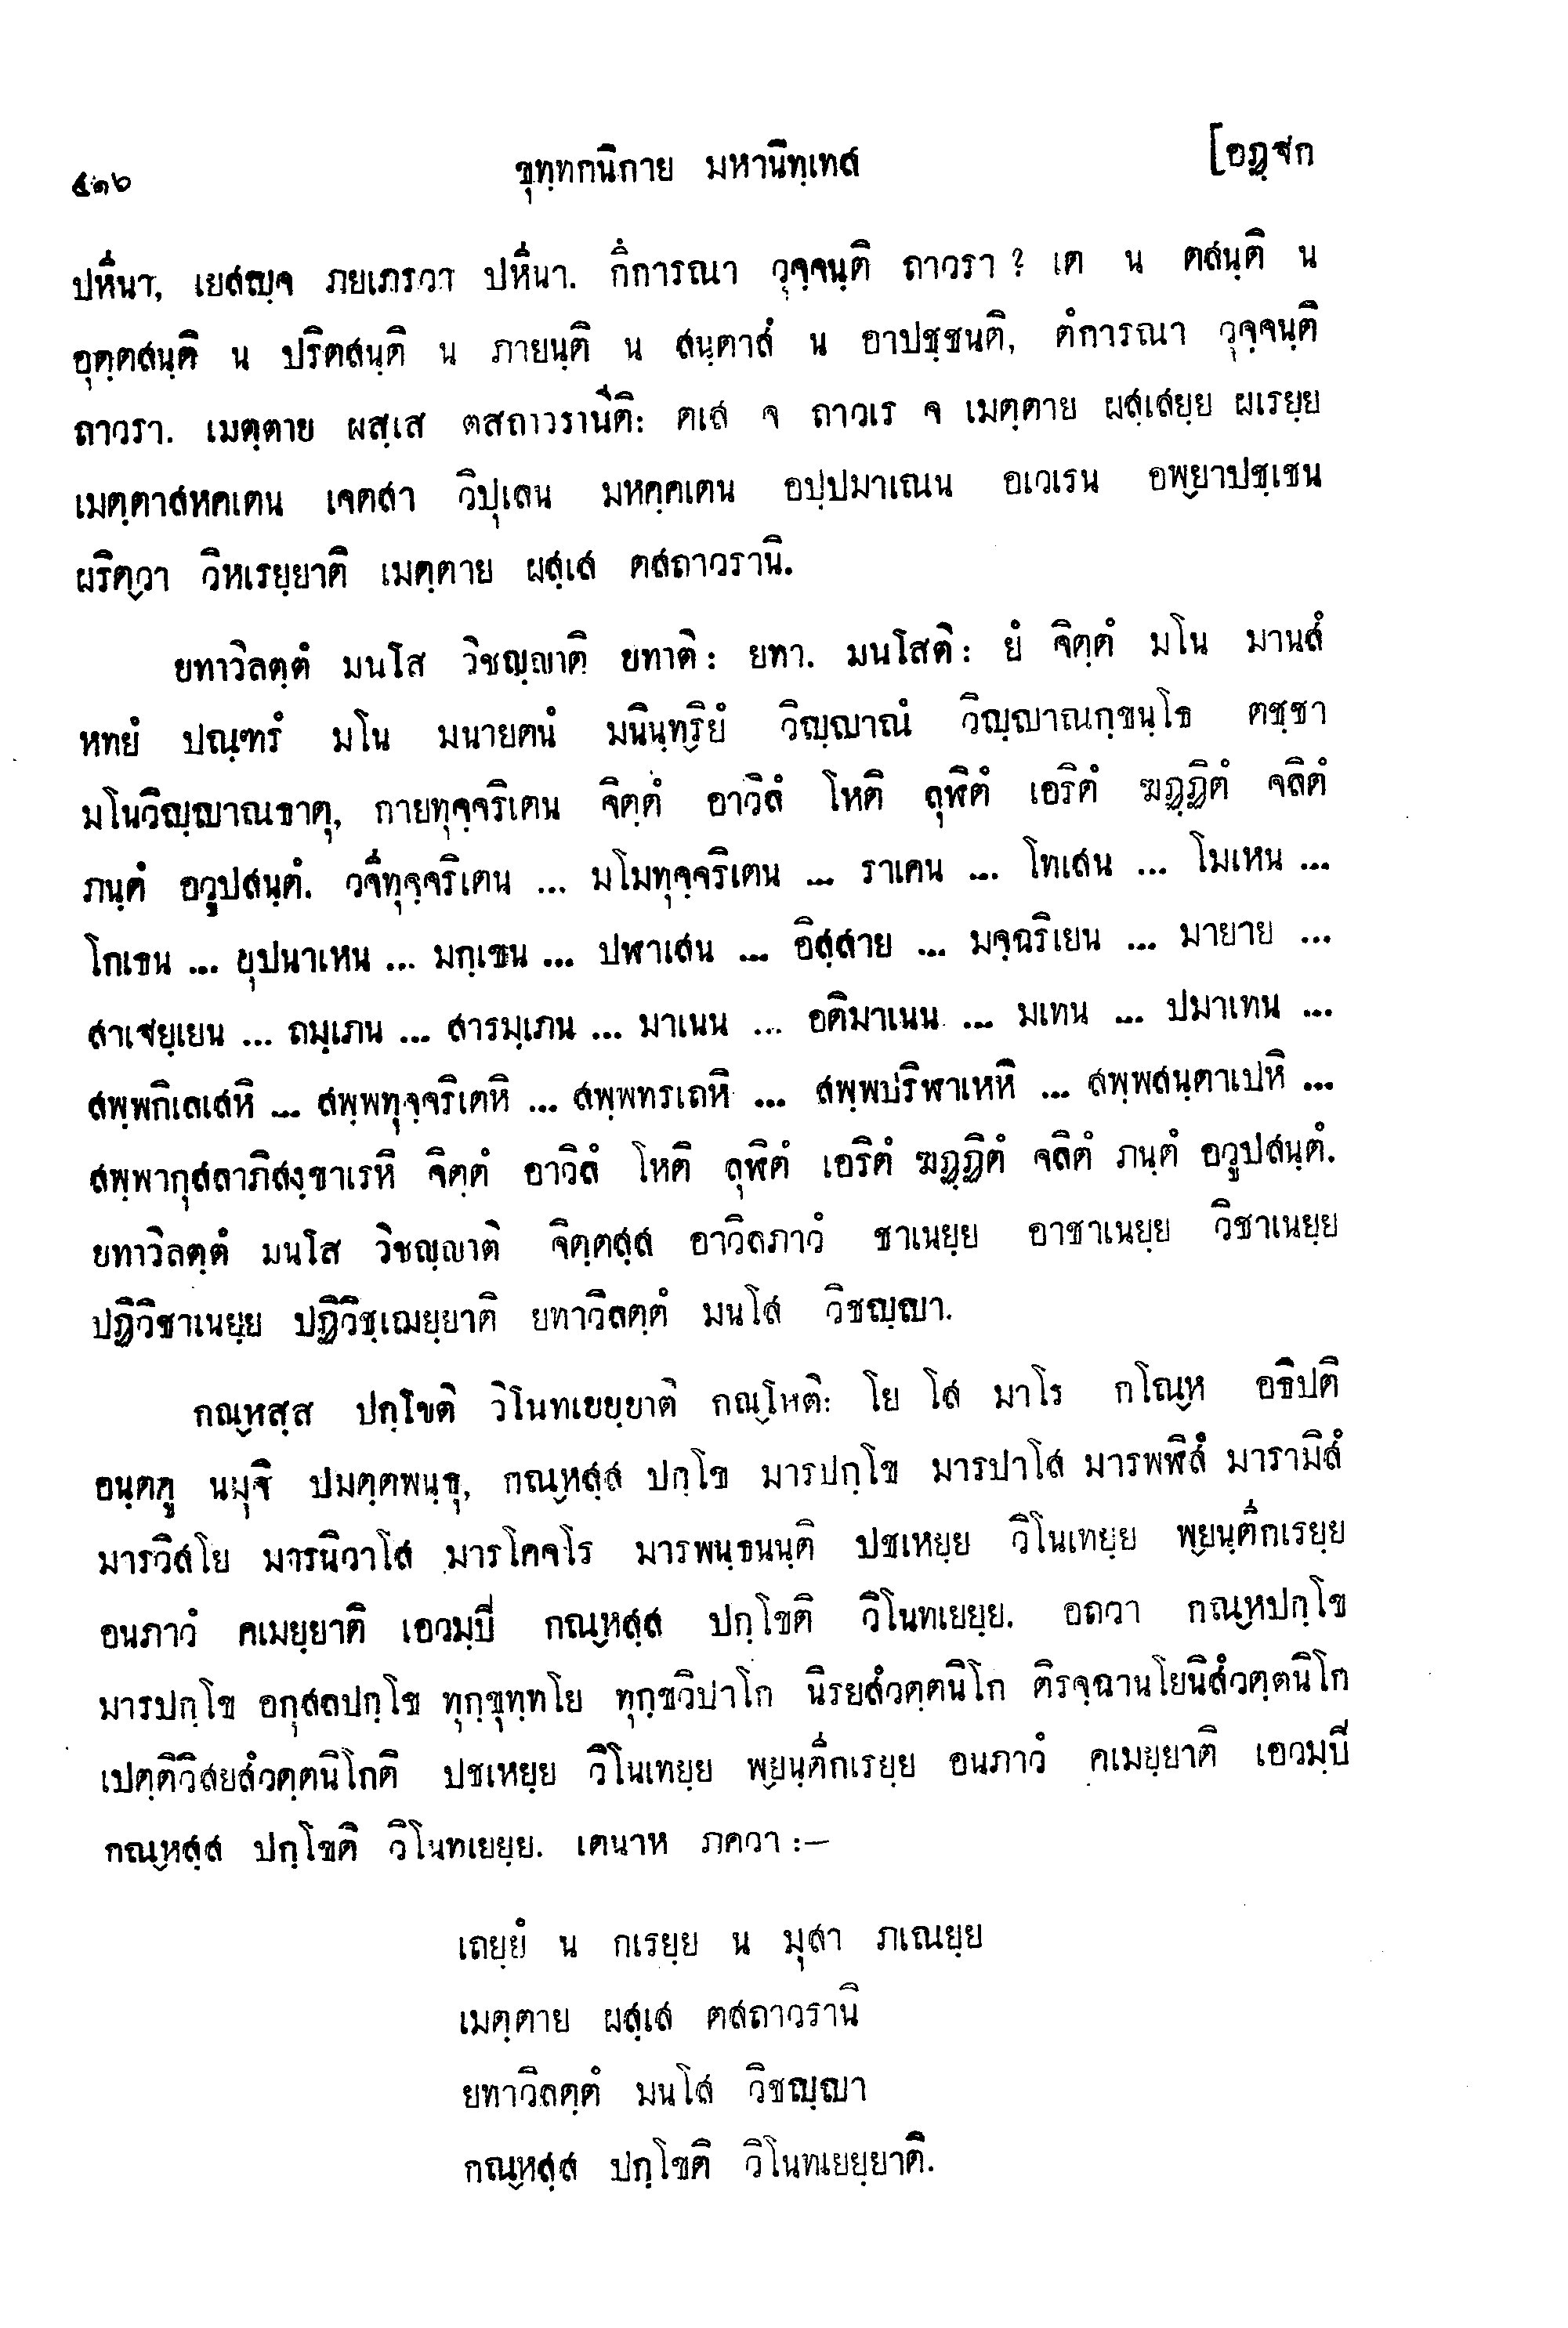 ๕๑๖ ขุทฺทกนิกาย มหานิทฺเทส [อฏฺฐก
ปหีนา, เยสญฺจ ภยเภรวา ปหีนา. กึการณา วุจฺจนฺติ ถาวรา ? เต น ตสนฺติ น
อุตฺตสนฺติ น ปริตสนฺติ น ภายนฺติ น สนฺตาสํ น อาปชฺชนติ, ตํการณา วุจฺจนฺติ
ถาวรา. เมตฺตาย ผสฺเส ตสถาวรานีติ: ตเส จ ถาวเร จ เมตฺตาย ผสฺเสยฺย ผเรยฺย
เมตฺตาสหคเตน เจตสา วิปุเลน มหคฺคเตน อปฺปมาเณน อเวเรน อพฺยาปชฺเชน
ผริตฺวา วิหเรยฺยาติ เมตฺตาย ผสฺเส ตสถาวรานิ.
ยทาวิลตฺตํ มนโส วิชญฺญาติ ยทาติ: ยทา. มนโสติ: ยํ จิตฺตํ มโน มานสํ
หทยํ ปณฺฑรํ มโน มนายตนํ มนินฺทฺริยํ วิญฺญาณํ วิญฺญาณกฺขนฺโธ ตชฺชา
มโนวิญฺญาณธาตุ, กายทุจฺจริเตน จิตฺตํ อาวิลํ โหติ ลุฬิตํ เอริตํ ฆฏฺฏิตํ จลิตํ
ภนฺตํ อวูปสนฺตํ. วจีทุจฺจริเตน ... มโนทุจฺจริเตน ... ราเคน ... โทเสน ... โมเหน ...
โกเธน ... อุปนาเหน ... มกฺเขน ... ปฬาเสน ... อิสฺสาย ... มจฺฉริเยน ... มายาย ...
สาเฐยฺเยน ... ถมฺเภน ... สารมฺเภน ... มาเนน ... อติมาเนน ... มเทน ... ปมาเทน ...
สพฺพกิเลเสหิ ... สพฺพทุจฺจริเตหิ ... สพฺพทรเถหิ ... สพฺพปริฬาเหหิ ... สพฺพสนฺตาเปหิ ...
สพฺพากุสลาภิสงฺขาเรหิ จิตฺตํ อาวิลํ โหติ ลุฬิตํ เอริตํ ฆฏฺฏิตํ จลิตํ ภนฺตํ อวูปสนฺตํ.
ยทาวิลตฺตํ มนโส วิชญฺญาติ จิตฺตสฺส อาวิลภาวํ ชาเนยฺย อาชาเนยฺย วิชาเนยฺย
ปฏิวิชาเนยฺย ปฏิวิชฺเฌยฺยาติ ยทาวิลตฺตํ มนโส วิชญฺญา.
กณฺหสฺส ปกฺโขติ วิโนทเยยฺยาติ กณฺโหติ: โย โส มาโร กโณฺห อธิปติ
อนฺตคู นมุจิ ปมตฺตพนฺธุ, กณฺหสฺส ปกฺโข มารปกฺโข มารปาโส มารพฬิสํ มารามิสํ
มารวิสโย มารนิวาโส มารโคจโร มารพนฺธนนฺติ ปชเหยฺย วิโนเทยฺย พฺยนฺตีกเรยฺย
อนภาวํ คเมยฺยาติ เอวมฺปี กณฺหสฺส ปกฺโขติ วิโนทเยยฺย. อถวา กณฺหปกฺโข
มารปกฺโข อกุสลปกฺโข ทุกฺขุทฺทโย ทุกฺขวิปาโก นิรยสํวตฺตนิโก ติรจฺฉานโยนิสํวตฺตนิโก
เปตฺติวิสยสํวตฺตนิโกติ ปชเหยฺย วิโนเทยฺย พฺยนฺตีกเรยฺย อนภาวํ คเมยฺยาติ เอวมฺปี
กณฺหสฺส ปกฺโขติ วิโนทเยยฺย. เตนาห ภควา :—
เถยฺยํ น กเรยฺย น มุสา ภเณยฺย
เมตฺตาย ผสฺเส ตสถาวรานิ
ยทาวิลตฺตํ มนโส วิชญฺญา
กณฺหสฺส ปกฺโขติ วิโนทเยยฺยาติ.